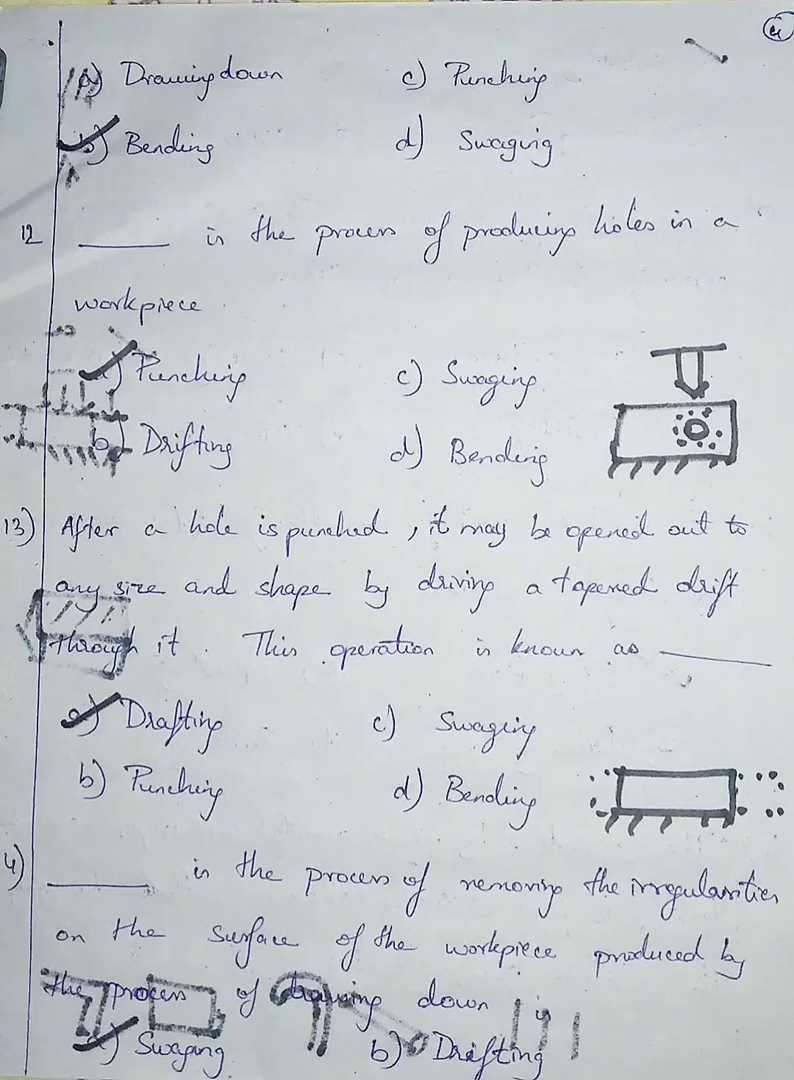 4
a) Drawing down c) Punching
b) Bending d) Swaging
12 ______ is the process of producing holes in a
workpiece.
a) Punching c) Swaging
b) Drifting d) Bending
13) After a hole is punched, it may be opened out to
any size and shape by driving a tapered drift
through it. This operation is known as ______
a) Drafting c) Swaging
b) Punching d) Bending
4) ______ is the process of removing the irregularities
on the surface of the workpiece produced by
the process of drawing down
a) Swaging b) Drifting